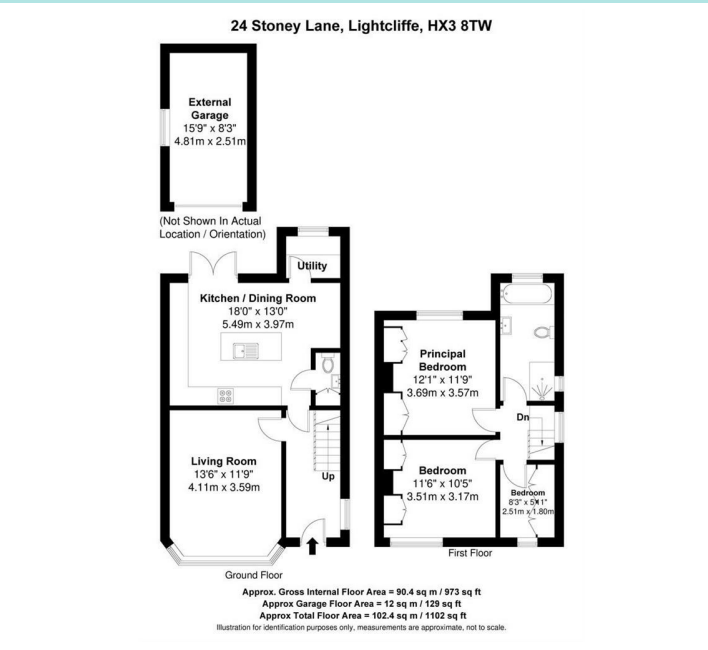 24 Stoney Lane, Lightcliffe, HX3 8TW
External
Garage
15'9" x 8'3"
4.81m x 2.51m
(Not Shown In Actual
Location / Orientation)
Utility
Kitchen / Dining Room
18'0" x 13'0"
5.49m x 3.97m
Living Room
13'6" x 11'9"
4.11m x 3.59m
Up
Ground Floor
Principal
Bedroom
12'1" x 11'9"
3.69m x 3.57m
Dn
Bedroom
11'6" x 10'5"
3.51m x 3.17m
Bedroom
8'3" x 5'11"
2.51m x 1.80m
First Floor
Approx. Gross Internal Floor Area = 90.4 sq m / 973 sq ft
Approx Garage Floor Area = 12 sq m / 129 sq ft
Approx Total Floor Area = 102.4 sq m / 1102 sq ft
Illustration for identification purposes only, measurements are approximate, not to scale.